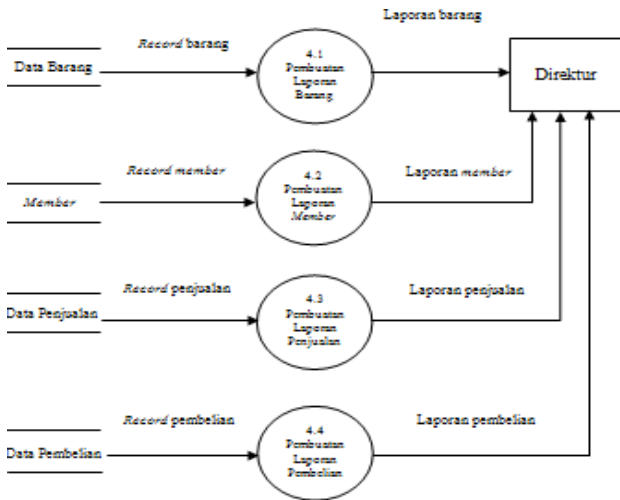 Laporan barang
Record barang
Data Barang
4.1
Pembuatan
Laporan
Barang
Direktur
Record member
Member
4.2
Pembuatan
Laporan
Member
Laporan member
Record penjualan
Data Penjualan
4.3
Pembuatan
Laporan
Penjualan
Laporan penjualan
Record pembelian
Data Pembelian
4.4
Pembuatan
Laporan
Pembelian
Laporan pembelian